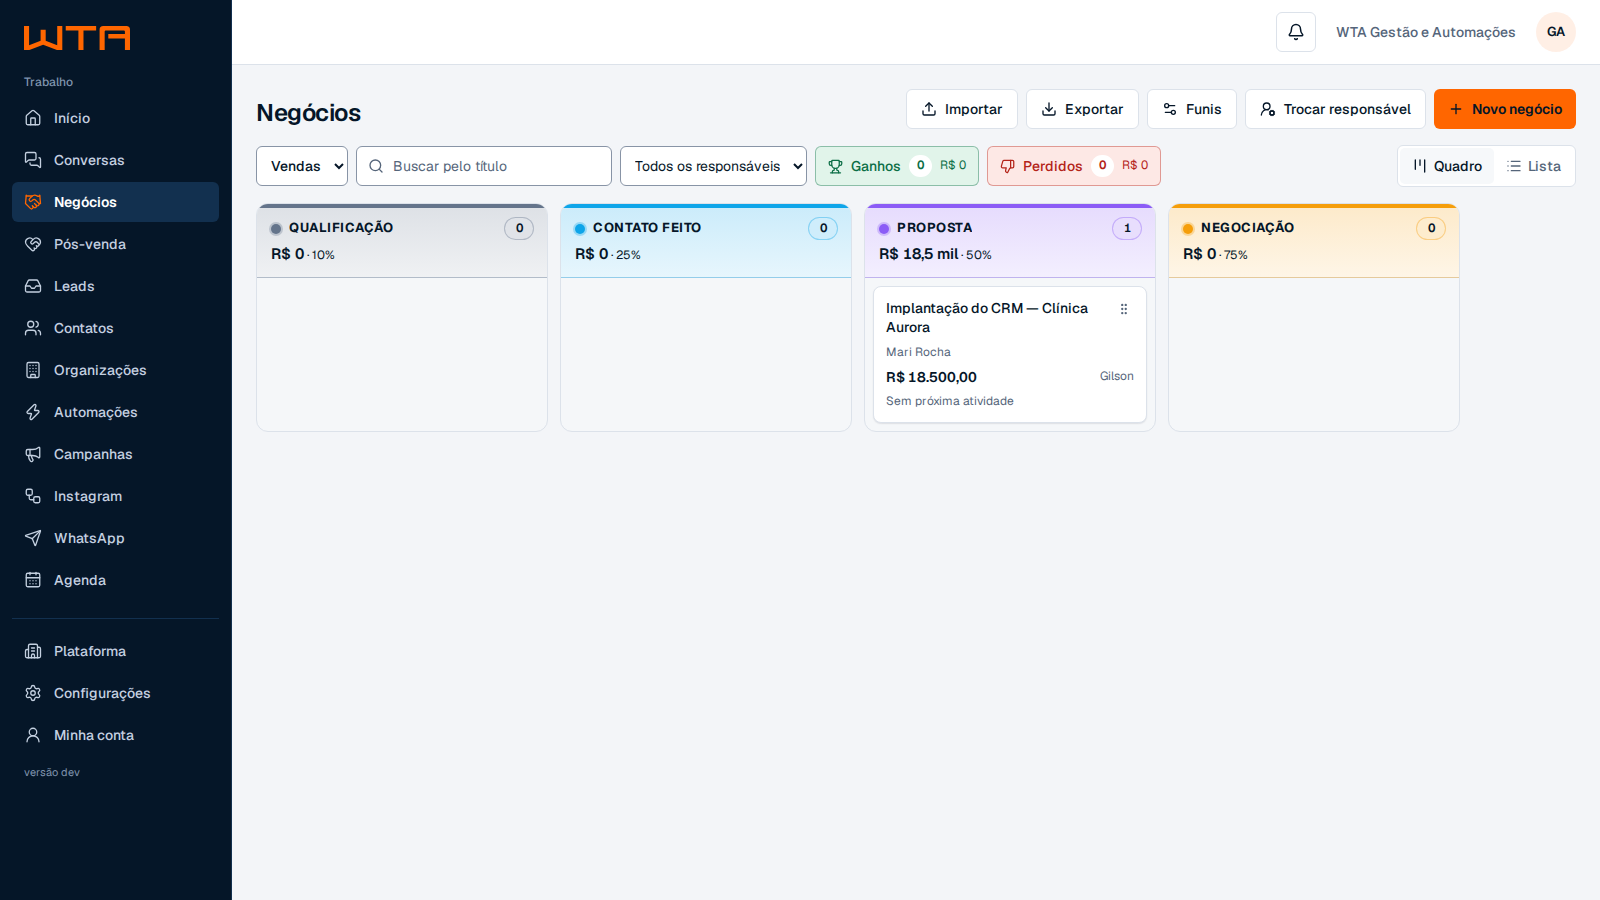 WTA
Trabalho
Início
Conversas
Negócios
Pós-venda
Leads
Contatos
Organizações
Automações
Campanhas
Instagram
WhatsApp
Agenda
Plataforma
Configurações
Minha conta
versão dev
WTA Gestão e Automações
GA
Negócios
Importar
Exportar
Funis
Trocar responsável
Novo negócio
Vendas
Buscar pelo título
Todos os responsáveis
Ganhos 0 R$ 0
Perdidos 0 R$ 0
Quadro
Lista
QUALIFICAÇÃO 0
R$ 0 · 10%
CONTATO FEITO 0
R$ 0 · 25%
PROPOSTA 1
R$ 18,5 mil · 50%
Implantação do CRM — Clínica
Aurora
Mari Rocha
R$ 18.500,00 Gilson
Sem próxima atividade
NEGOCIAÇÃO 0
R$ 0 · 75%